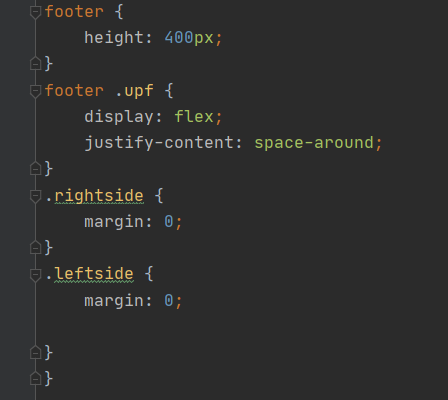 footer {
    height: 400px;
}
footer .upf {
    display: flex;
    justify-content: space-around;
}
.rightside {
    margin: 0;
}
.leftside {
    margin: 0;

}
}